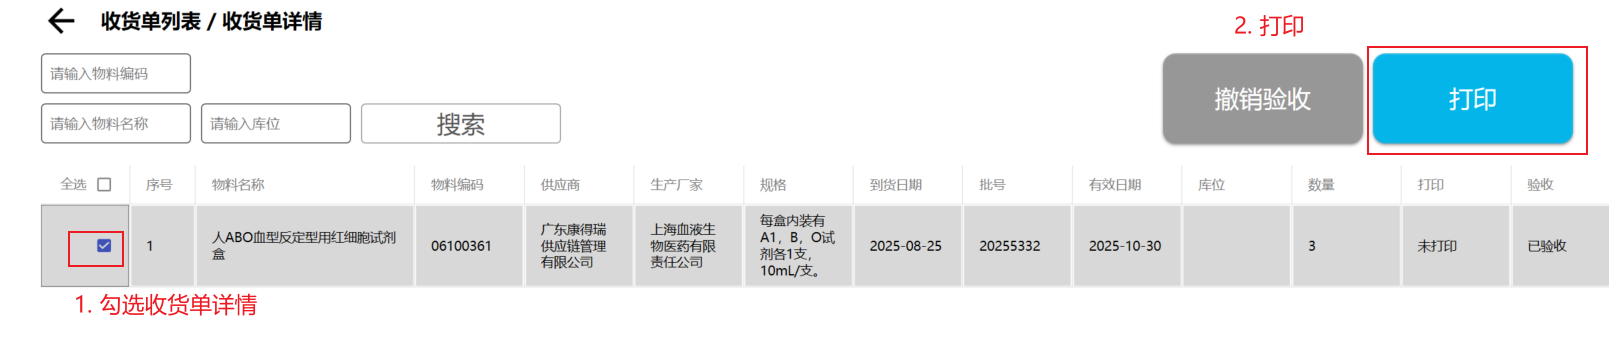 收货单列表 / 收货单详情
2. 打印
请输入物料编码
请输入物料名称
请输入库位
搜索
撤销验收
打印
全选 序号 物料名称 物料编码 供应商 生产厂家 规格 到货日期 批号 有效日期 库位 数量 打印 验收
1
人ABO血型反定型用红细胞试剂
盒
06100361
广东康得瑞
供应链管理
有限公司
上海血液生
物医药有限
责任公司
每盒内装有
A1，B，O试
剂各1支，
10mL/支。
2025-08-25
20255332
2025-10-30
3
未打印
已验收
1. 勾选收货单详情